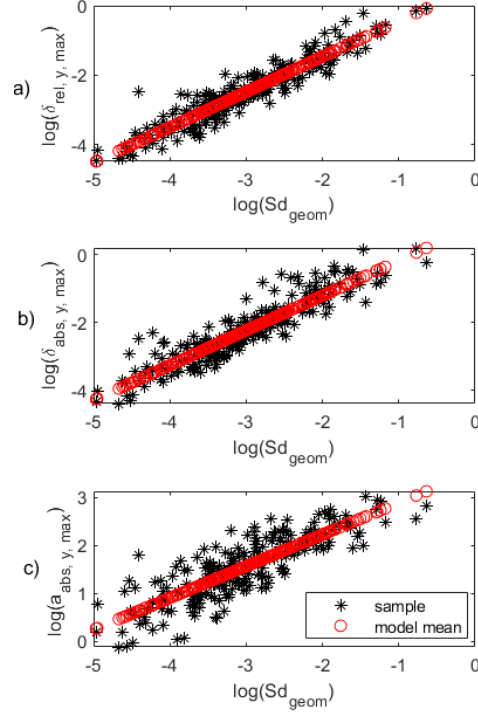 a)
log(δrel, y, max)
0
-2
-4
-5
-4
-3
-2
-1
0
log(Sdgeom)
b)
log(δabs, y, max)
0
-2
-4
-5
-4
-3
-2
-1
0
log(Sdgeom)
c)
log(aabs, y, max)
3
2
1
0
-5
-4
-3
-2
-1
0
log(Sdgeom)
sample
model mean